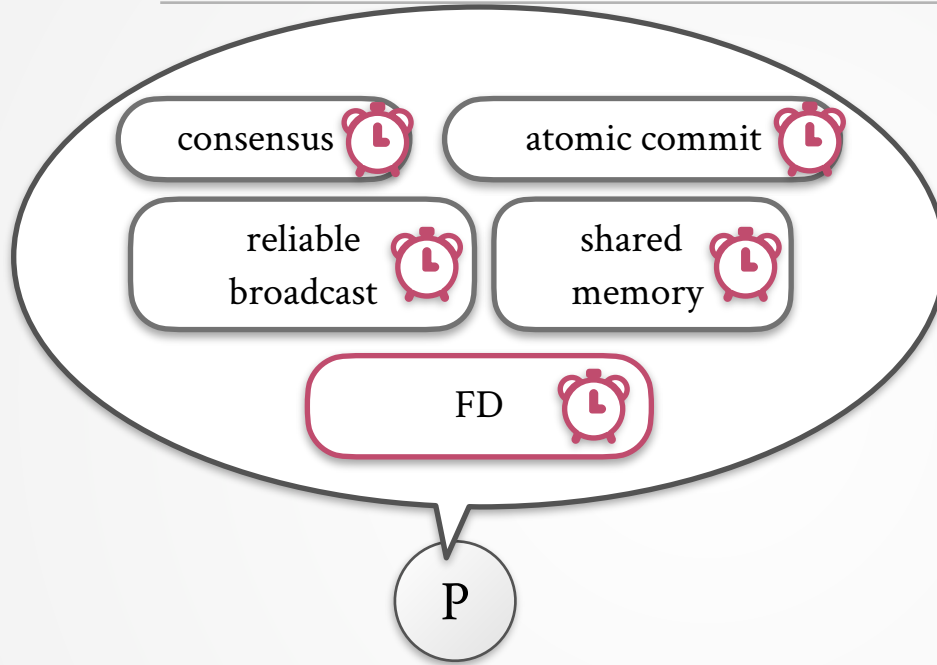 consensus
atomic commit
reliable
broadcast
shared
memory
FD
P